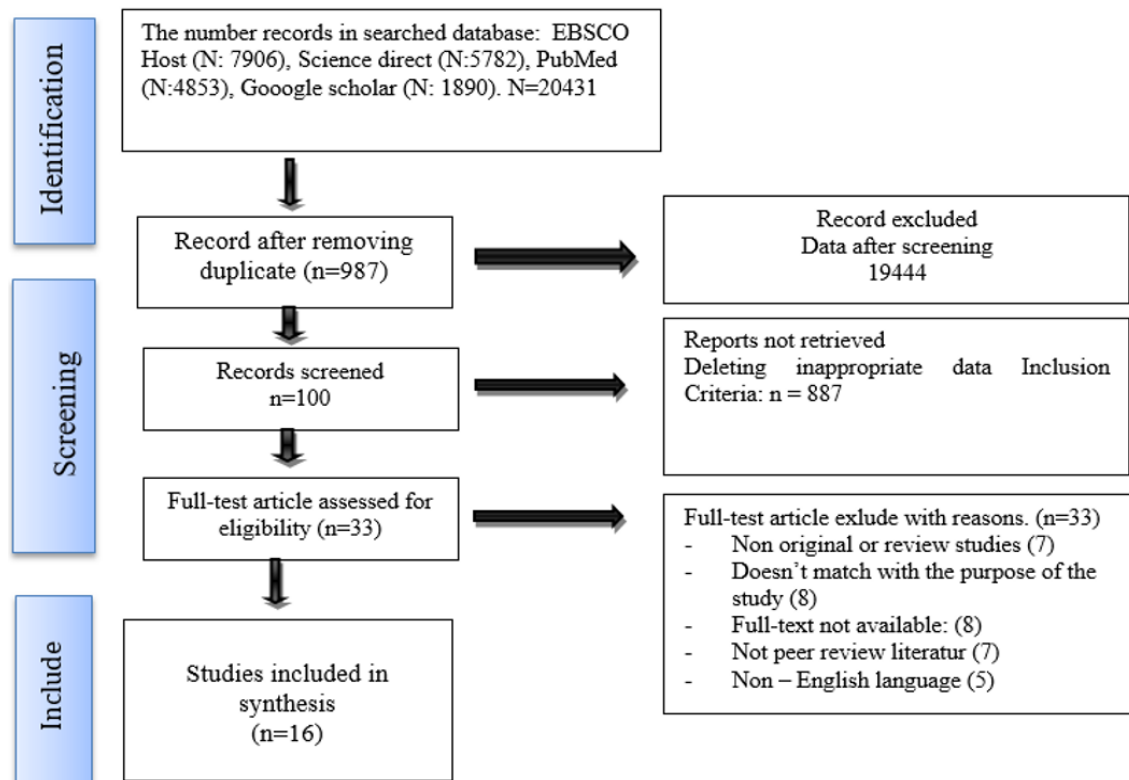 Identification
The number records in searched database: EBSCO
Host (N: 7906), Science direct (N:5782), PubMed
(N:4853), Gooogle scholar (N: 1890). N=20431
Record after removing
duplicate (n=987)
Record excluded
Data after screening
19444
Screening
Records screened
n=100
Reports not retrieved
Deleting inappropriate data Inclusion
Criteria: n = 887
Full-test article assessed for
eligibility (n=33)
Full-test article exlude with reasons. (n=33)
- Non original or review studies (7)
- Doesn’t match with the purpose of the
study (8)
- Full-text not available: (8)
- Not peer review literatur (7)
- Non – English language (5)
Include
Studies included in
synthesis
(n=16)